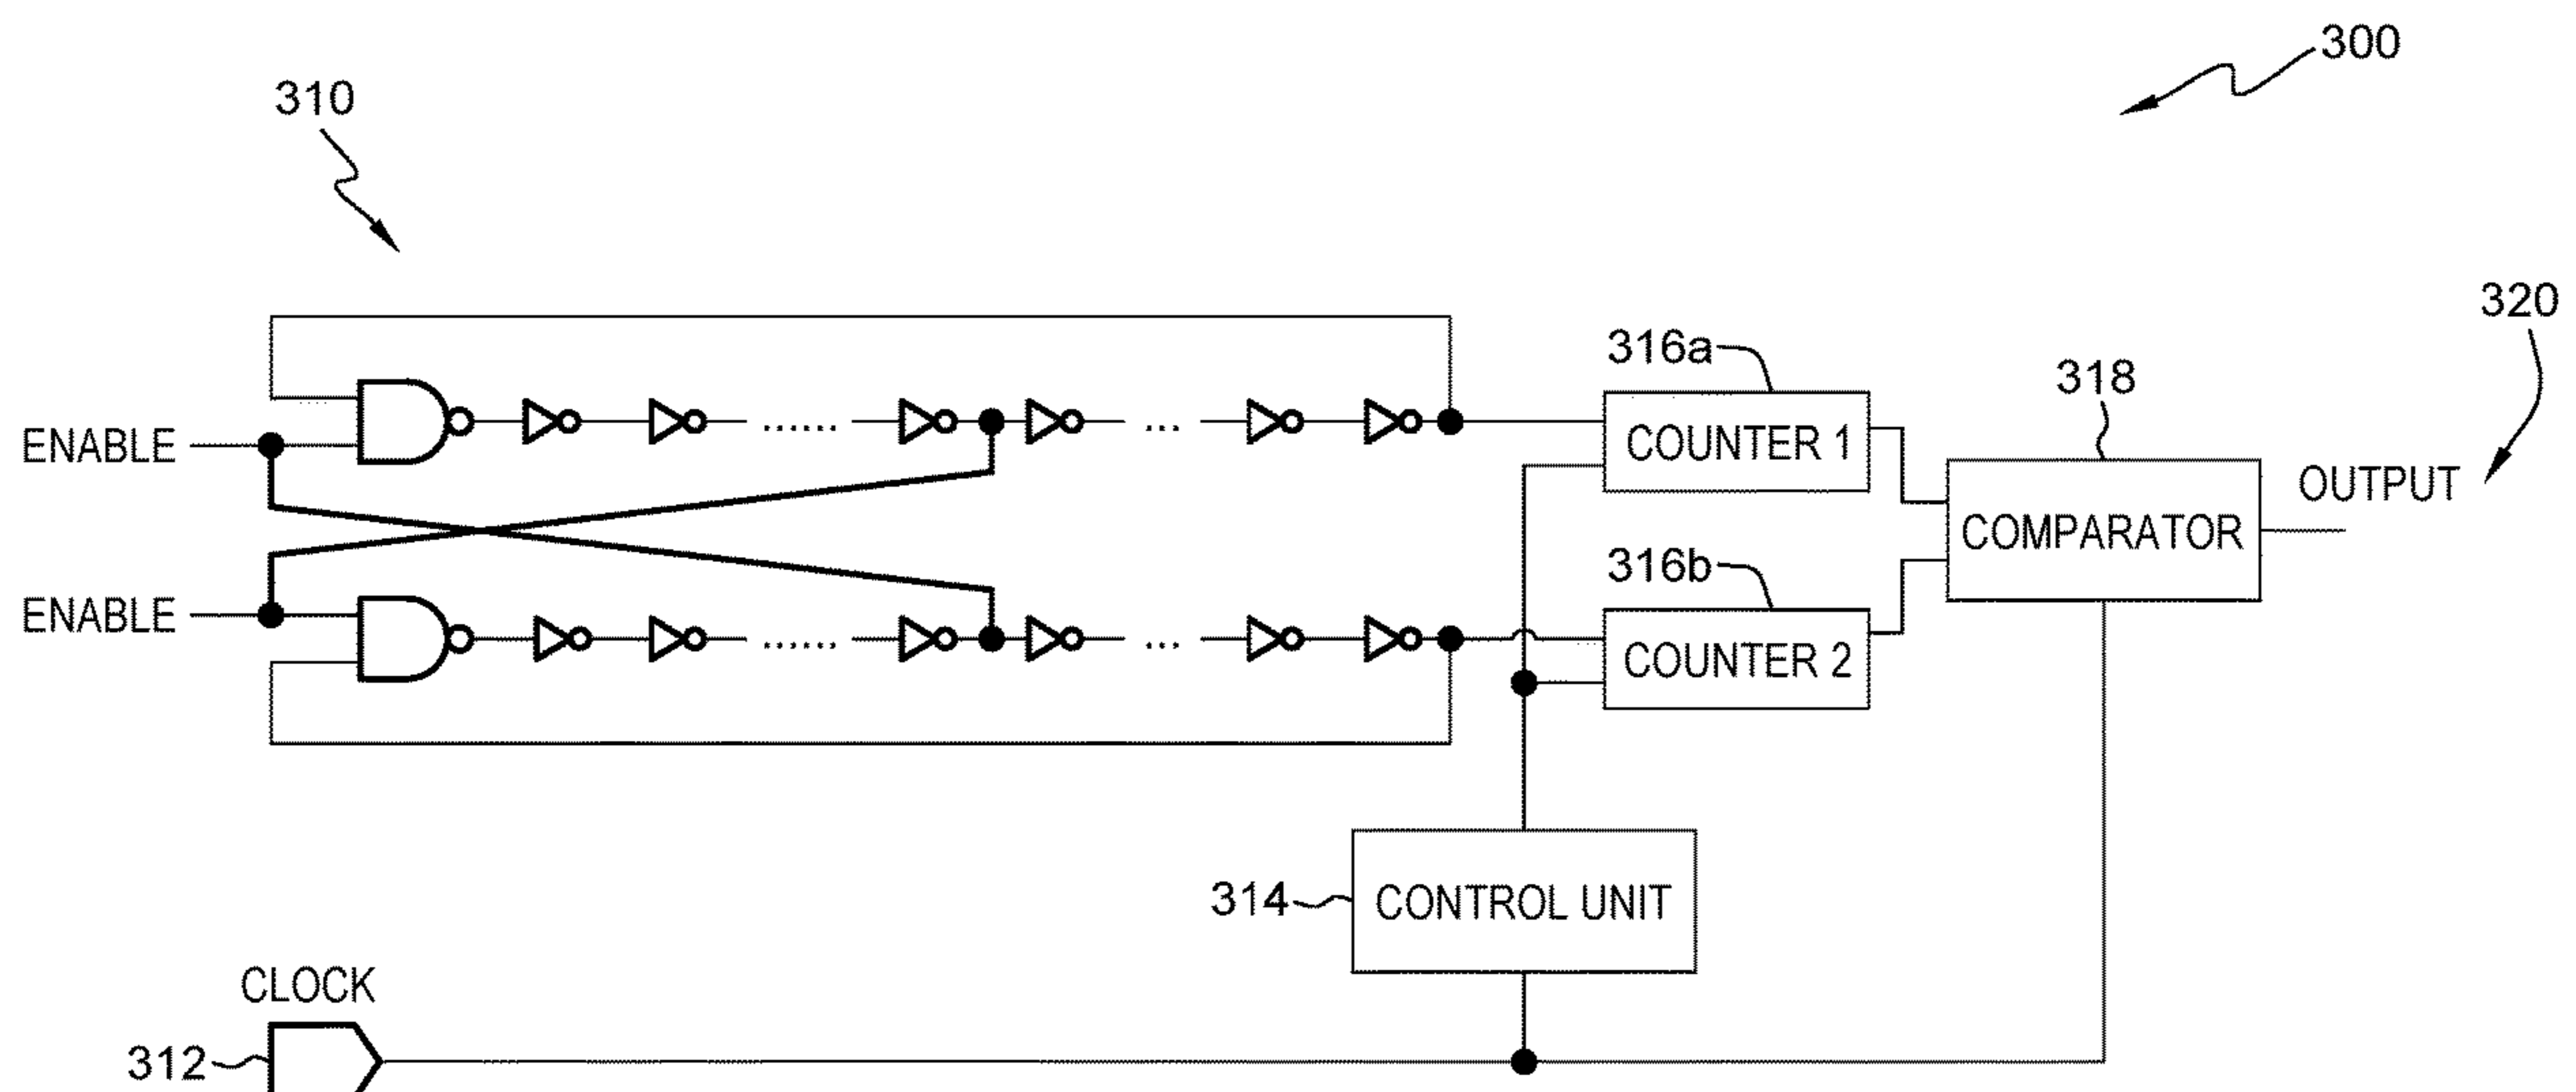 300
310
320
316a
318
ENABLE
COUNTER 1
OUTPUT
COMPARATOR
316b
ENABLE
COUNTER 2
314
CONTROL UNIT
CLOCK
312